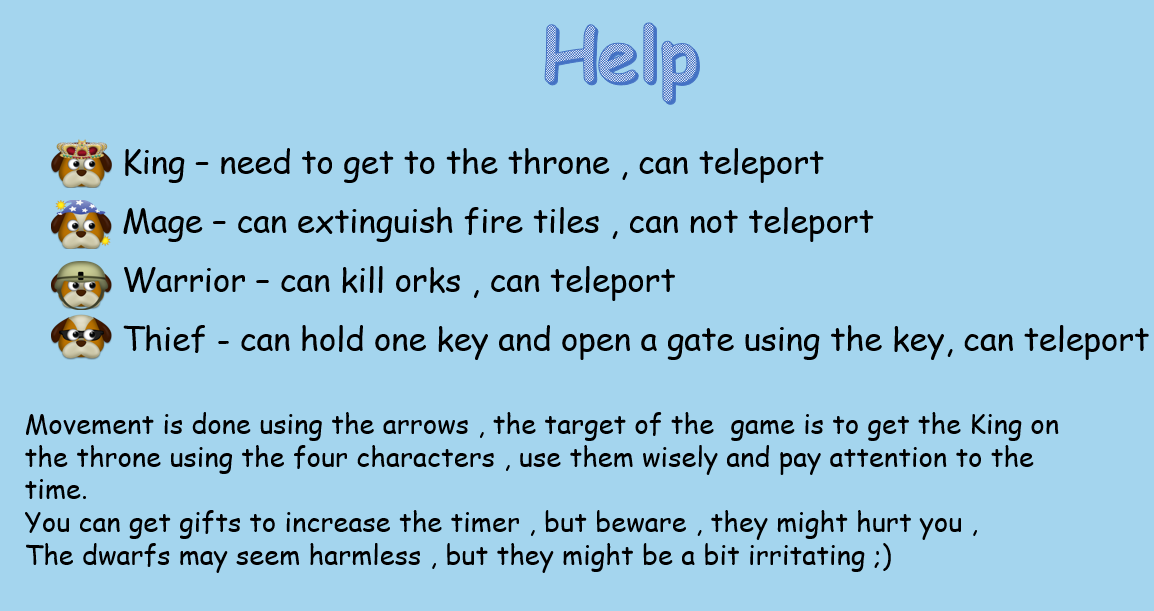 Help
King – need to get to the throne , can teleport
Mage – can extinguish fire tiles , can not teleport
Warrior – can kill orks , can teleport
Thief - can hold one key and open a gate using the key, can teleport
Movement is done using the arrows , the target of the  game is to get the King on
the throne using the four characters , use them wisely and pay attention to the
time.
You can get gifts to increase the timer , but beware , they might hurt you ,
The dwarfs may seem harmless , but they might be a bit irritating ;)